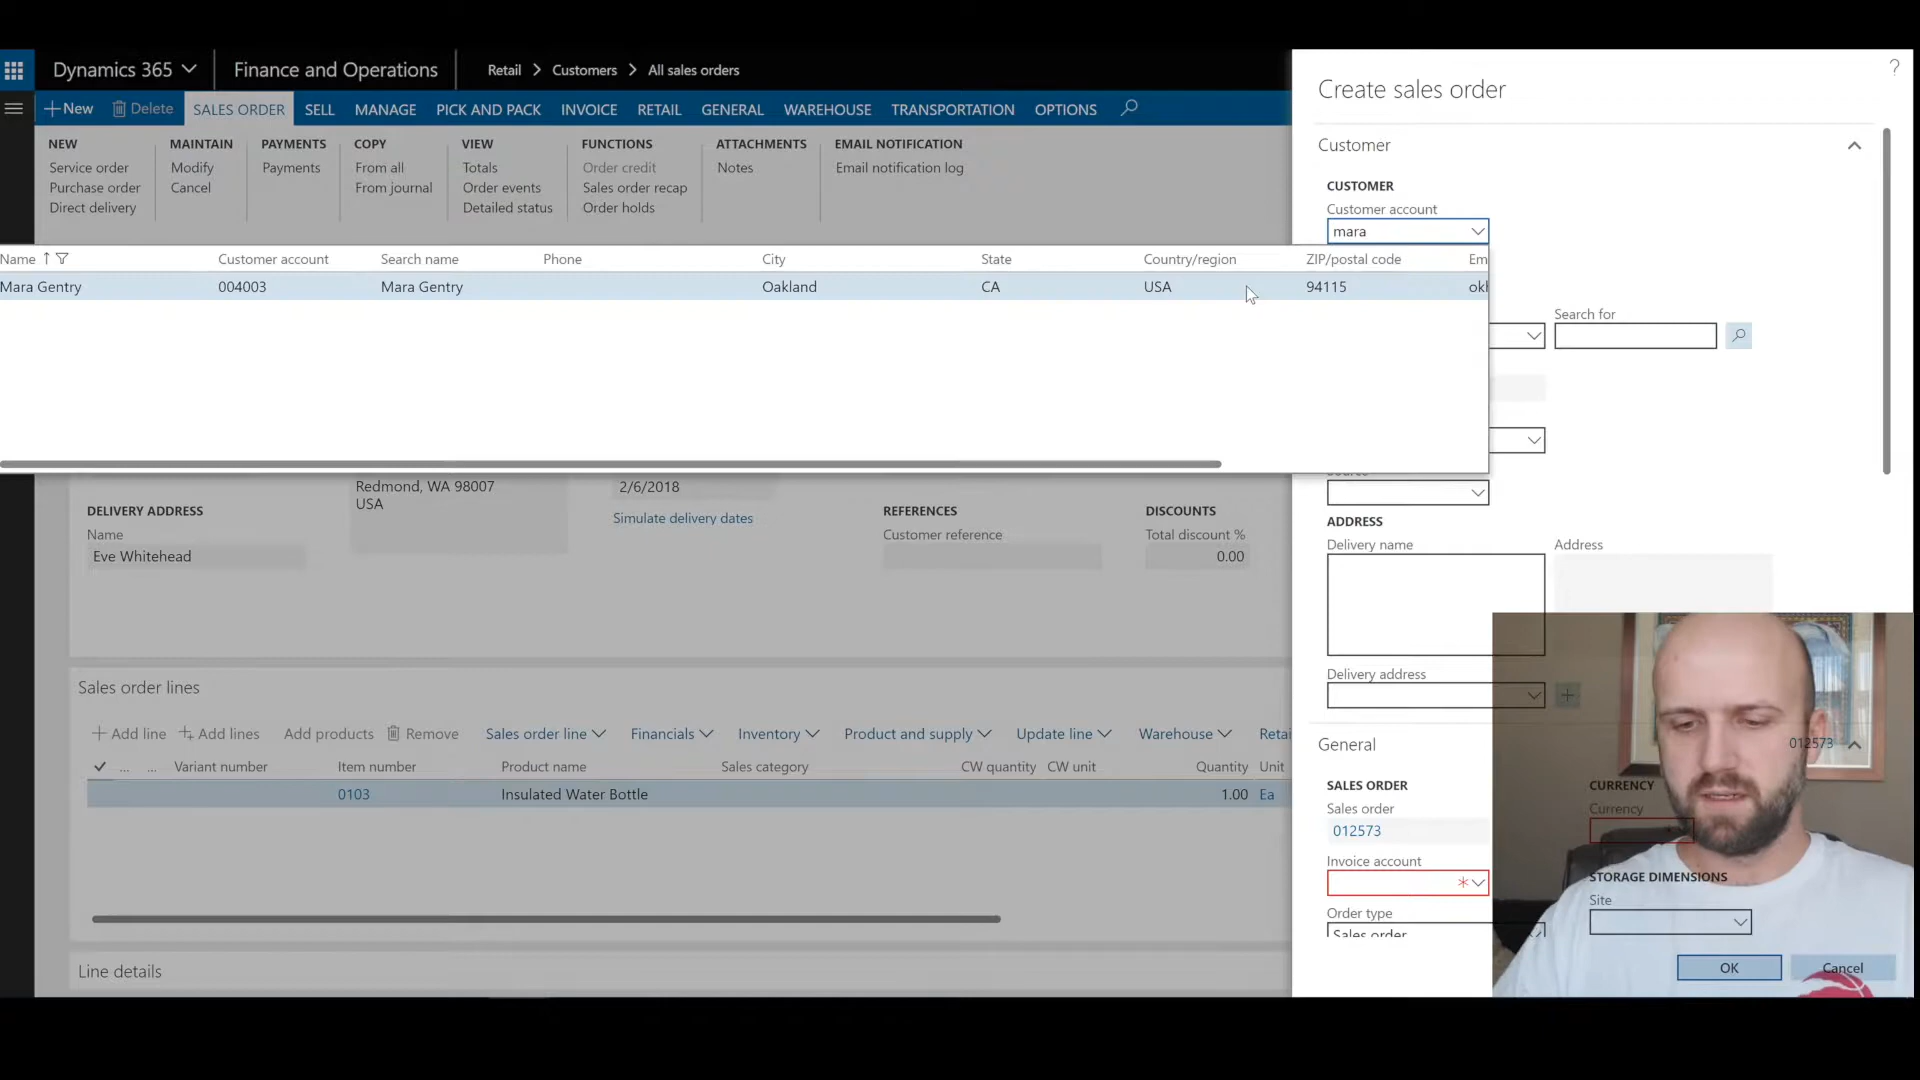 Dynamics 365
Finance and Operations
Retail > Customers > All sales orders
?
Create sales order
New
Delete
SALES ORDER
SELL
MANAGE
PICK AND PACK
INVOICE
RETAIL
GENERAL
WAREHOUSE
TRANSPORTATION
OPTIONS
NEW
Service order
Purchase order
Direct delivery
MAINTAIN
Modify
Cancel
PAYMENTS
Payments
COPY
From all
From journal
VIEW
Totals
Order events
Detailed status
FUNCTIONS
Order credit
Sales order recap
Order holds
ATTACHMENTS
Notes
EMAIL NOTIFICATION
Email notification log
Customer
CUSTOMER
Customer account
mara
Name Customer account Search name Phone City State Country/region ZIP/postal code Em
Mara Gentry 004003 Mara Gentry Oakland CA USA 94115
Search for
Redmond, WA 98007
USA
2/6/2018
Simulate delivery dates
DELIVERY ADDRESS
Name
Eve Whitehead
REFERENCES
Customer reference
DISCOUNTS
Total discount %
0.00
ADDRESS
Delivery name
Address
Delivery address
Sales order lines
Add line
Add lines
Add products
Remove
Sales order line
Financials
Inventory
Product and supply
Update line
Warehouse
Retai
... ... Variant number Item number Product name Sales category CW quantity CW unit Quantity Unit
0103 Insulated Water Bottle 1.00 Ea
Line details
General
012573
SALES ORDER
Sales order
012573
Invoice account
*
Order type
Sales order
CURRENCY
Currency
STORAGE DIMENSIONS
Site
OK
Cancel